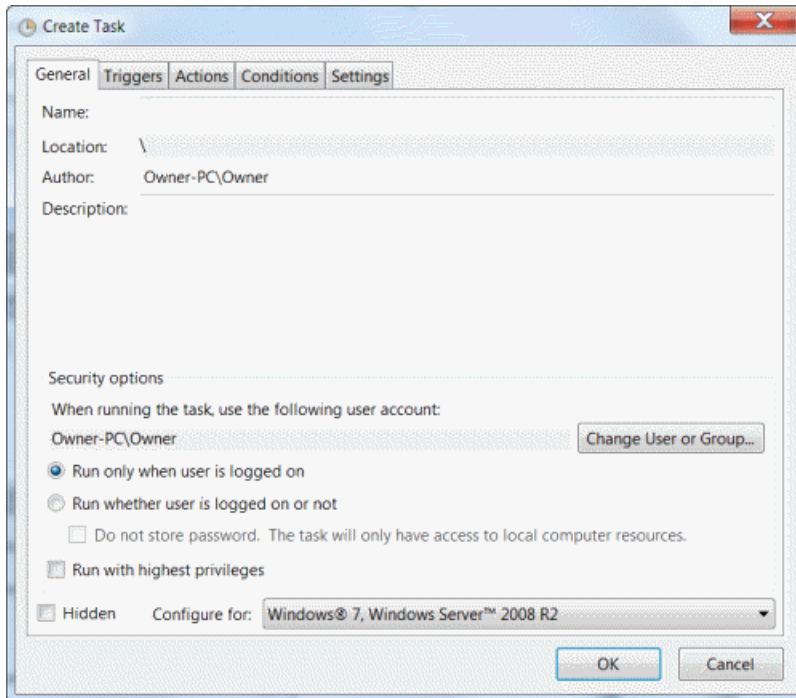 Create Task
General Triggers Actions Conditions Settings
Name:
Location: \
Author: Owner-PC\Owner
Description:
Security options
When running the task, use the following user account:
Owner-PC\Owner Change User or Group...
Run only when user is logged on
Run whether user is logged on or not
Do not store password. The task will only have access to local computer resources.
Run with highest privileges
Hidden Configure for: Windows® 7, Windows Server™ 2008 R2
OK Cancel